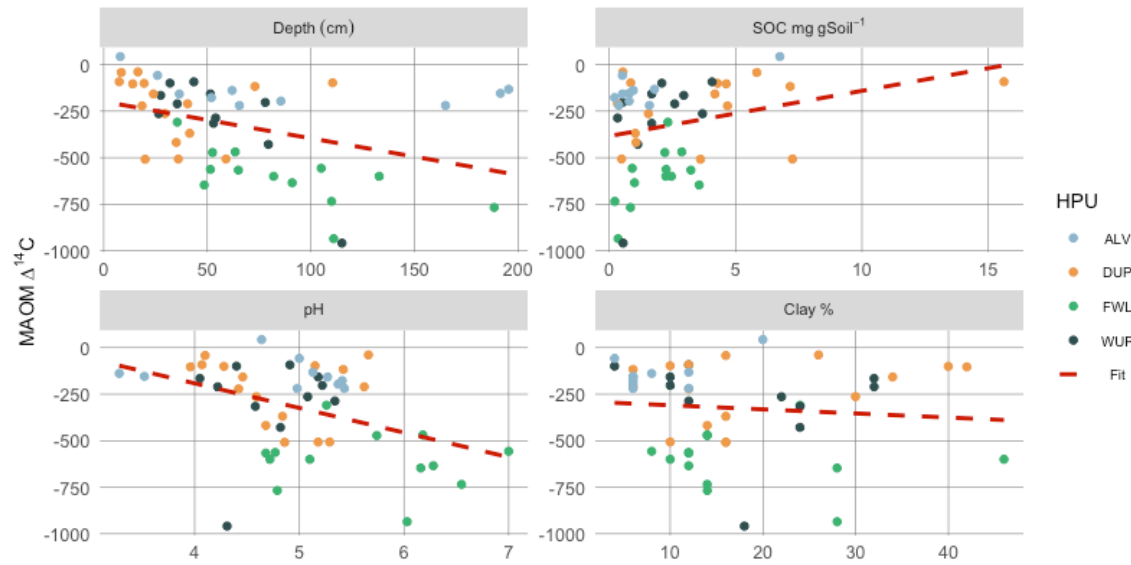 Depth (cm)
SOC mg gSoil⁻¹
0
-250
-500
-750
-1000
0
-250
-500
-750
-1000
0 50 100 150 200
0 5 10 15
MAOM Δ¹⁴C
pH
Clay %
0
-250
-500
-750
-1000
0
-250
-500
-750
-1000
4 5 6 7
10 20 30 40
HPU
ALV
DUP
FWL
WUP
Fit